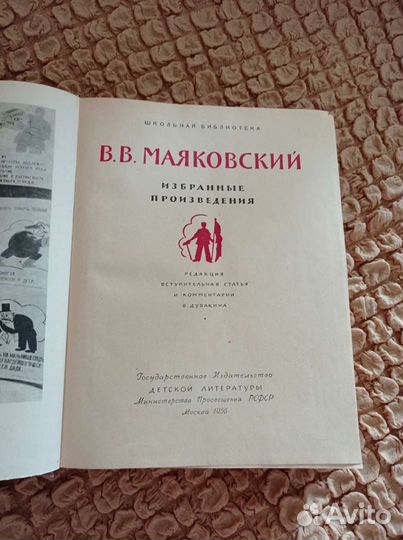 ШКОЛЬНАЯ БИБЛИОТЕКА
В.В. МАЯКОВСКИЙ
ИЗБРАННЫЕ
ПРОИЗВЕДЕНИЯ
РЕДАКЦИЯ
ВСТУПИТЕЛЬНАЯ СТАТЬЯ
И КОММЕНТАРИИ
В. ДУВАКИНА
Государственное Издательство
ДЕТСКОЙ ЛИТЕРАТУРЫ
Министерства Просвещения РСФСР
Москва 1956
Avito